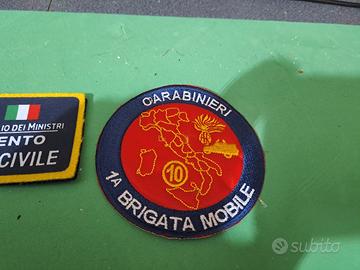 IO DEI MINISTRI
ENTO
CIVILE
CARABINIERI
10
1A BRIGATA MOBILE
subito